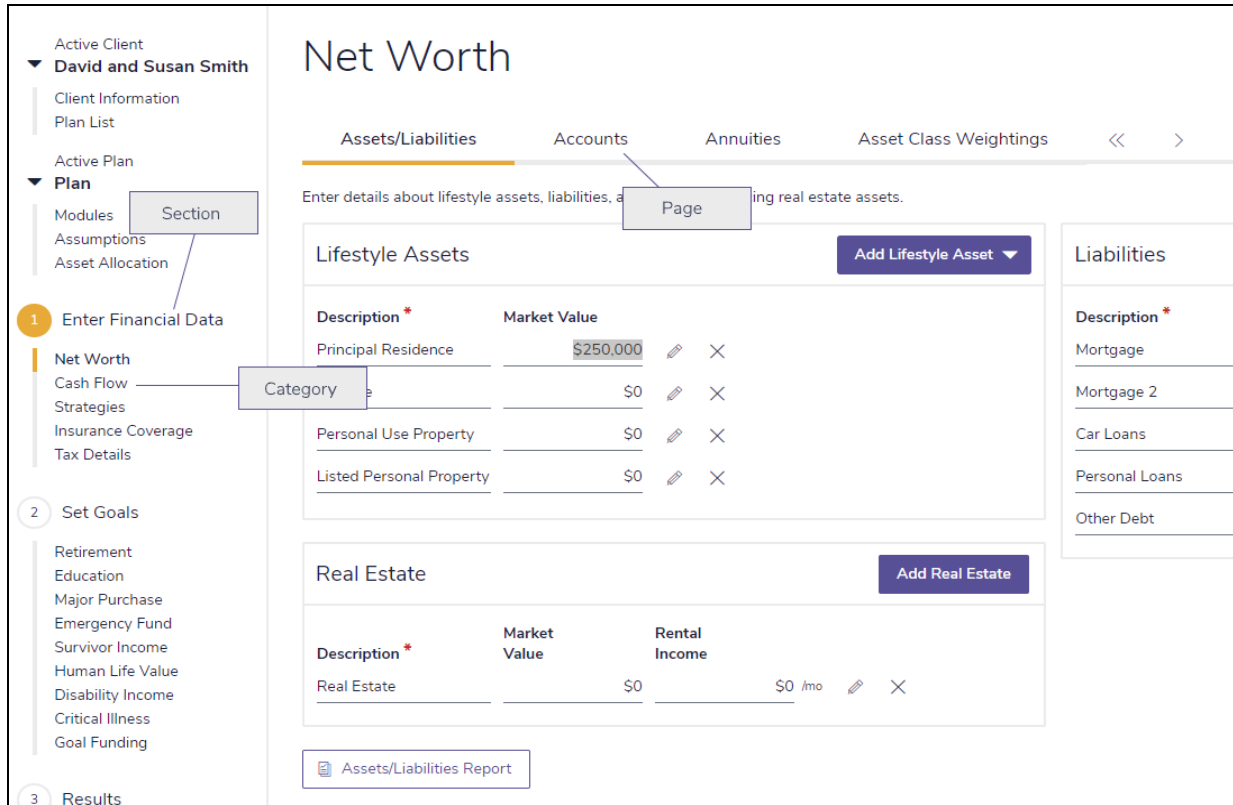 Active Client
David and Susan Smith
Client Information
Plan List
Active Plan
Plan
Modules
Section
Assumptions
Asset Allocation
1 Enter Financial Data
Net Worth
Cash Flow
Category
Strategies
Insurance Coverage
Tax Details
2 Set Goals
Retirement
Education
Major Purchase
Emergency Fund
Survivor Income
Human Life Value
Disability Income
Critical Illness
Goal Funding
3 Results
Net Worth
Assets/Liabilities Accounts Annuities Asset Class Weightings
Page
Enter details about lifestyle assets, liabilities, a ing real estate assets.
Lifestyle Assets Add Lifestyle Asset
Description * Market Value
Principal Residence $250,000
e $0
Personal Use Property $0
Listed Personal Property $0
Real Estate Add Real Estate
Description * Market Value Rental Income
Real Estate $0 $0 /mo
Assets/Liabilities Report
Liabilities
Description *
Mortgage
Mortgage 2
Car Loans
Personal Loans
Other Debt